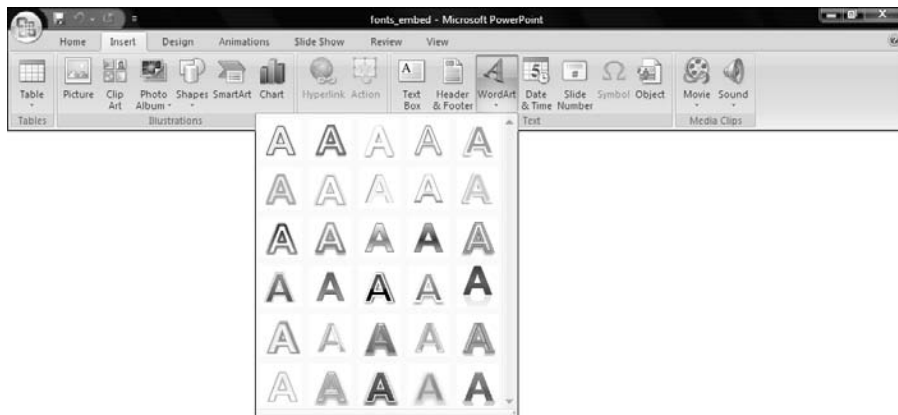 fonts_embed - Microsoft PowerPoint
Home Insert Design Animations Slide Show Review View
Table Picture Clip Art Photo Album Shapes SmartArt Chart Hyperlink Action Text Box Header & Footer WordArt Date & Time Slide Number Symbol Object Movie Sound
Tables Illustrations Text Media Clips
A A A A A
A A A A A
A A A A A
A A A A A
A A A A A
A A A A A